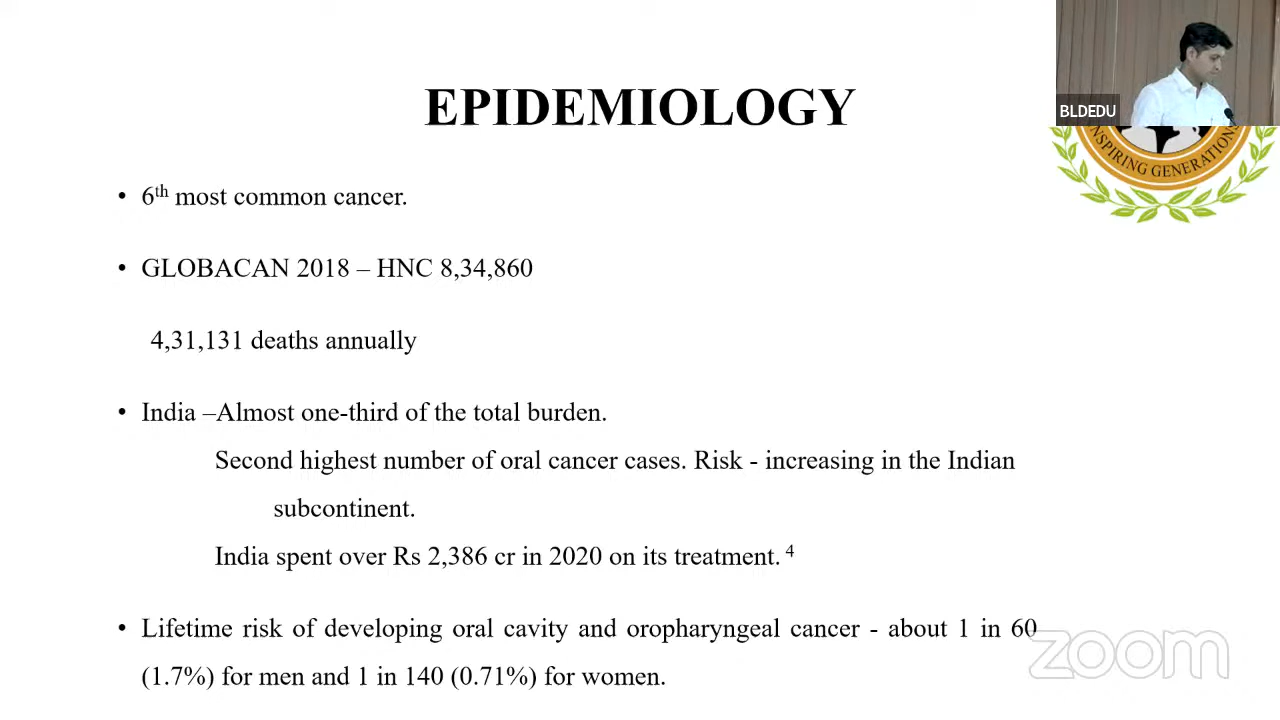 EPIDEMIOLOGY
BLDEDU
NSPIRING GENERATIONS
• 6th most common cancer.
• GLOBACAN 2018 – HNC 8,34,860
4,31,131 deaths annually
• India –Almost one-third of the total burden.
Second highest number of oral cancer cases. Risk - increasing in the Indian
subcontinent.
India spent over Rs 2,386 cr in 2020 on its treatment. 4
• Lifetime risk of developing oral cavity and oropharyngeal cancer - about 1 in 60
(1.7%) for men and 1 in 140 (0.71%) for women.
zoom